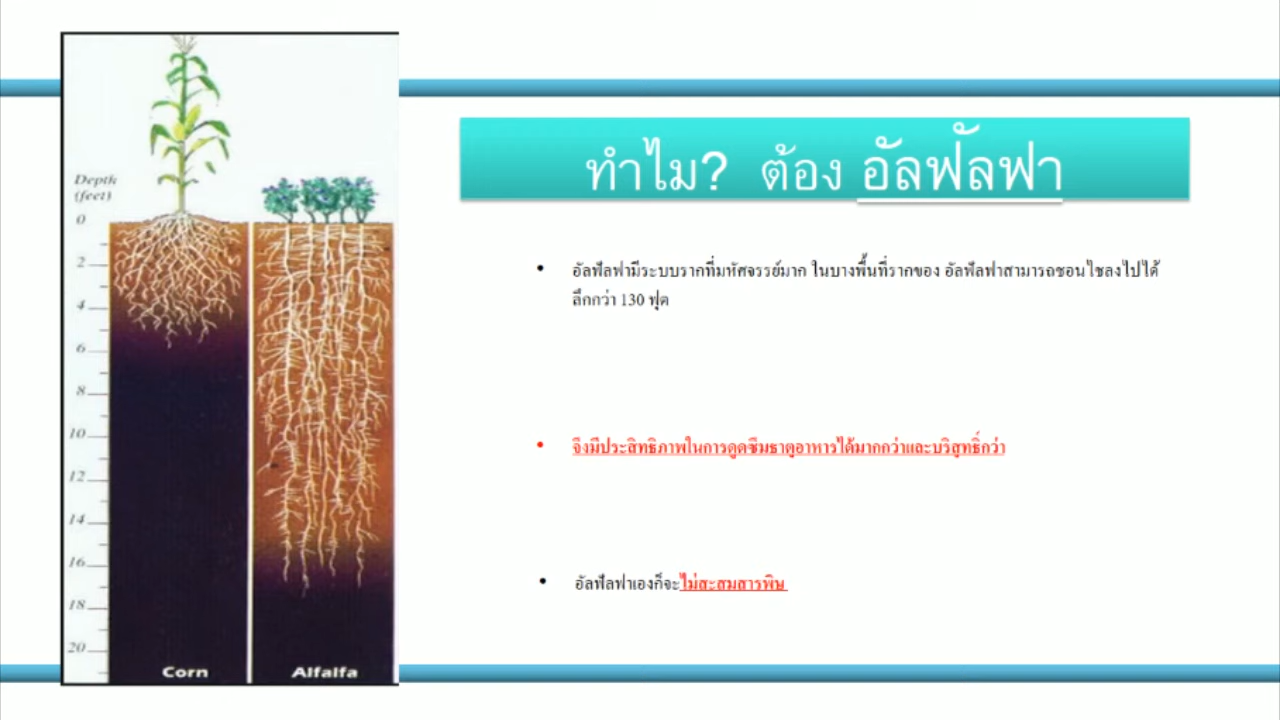 ทำไม? ต้อง อัลฟัลฟา
Depth
(feet)
0
2
4
6
8
10
12
14
16
18
20
Corn
Alfalfa
• อัลฟัลฟามีระบบรากที่มหัศจรรย์มาก ในบางพื้นที่รากของ อัลฟัลฟาสามารถชอนไชลงไปได้
ลึกกว่า 130 ฟุต
• จึงมีประสิทธิภาพในการดูดซึมธาตุอาหารได้มากกว่าและบริสุทธิ์กว่า
• อัลฟัลฟาเองก็จะไม่สะสมสารพิษ